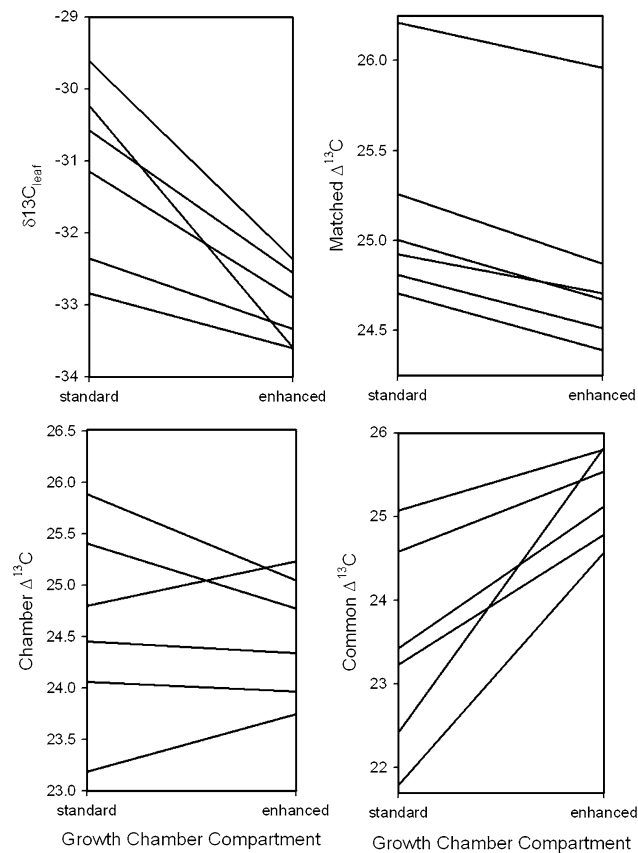 δ13C_leaf
-29
-30
-31
-32
-33
-34
standard enhanced
Matched Δ¹³C
26.0
25.5
25.0
24.5
standard enhanced
Chamber Δ¹³C
26.5
26.0
25.5
25.0
24.5
24.0
23.5
23.0
standard enhanced
Growth Chamber Compartment
Common Δ¹³C
26
25
24
23
22
standard enhanced
Growth Chamber Compartment